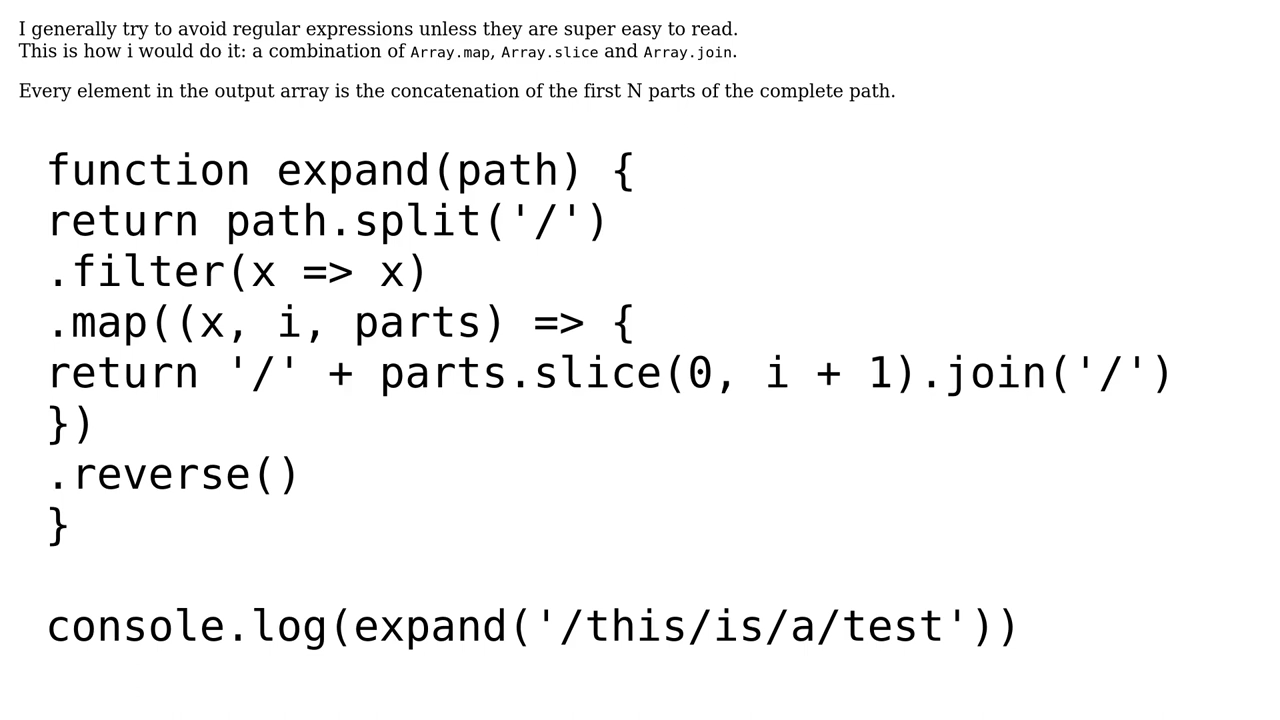 I generally try to avoid regular expressions unless they are super easy to read.
This is how i would do it: a combination of Array.map, Array.slice and Array.join.
Every element in the output array is the concatenation of the first N parts of the complete path.
function expand(path) {
return path.split('/')
.filter(x => x)
.map((x, i, parts) => {
return '/' + parts.slice(0, i + 1).join('/')
})
.reverse()
}
console.log(expand('/this/is/a/test'))